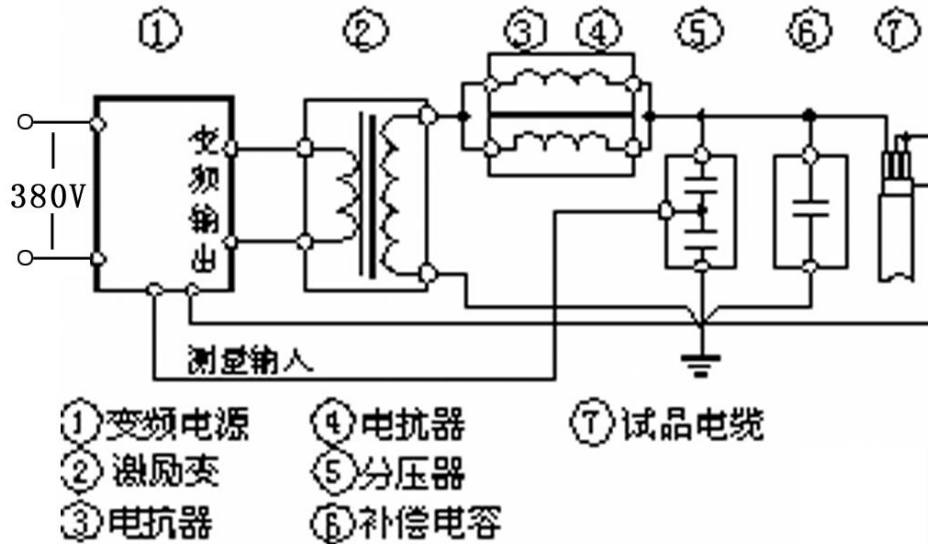 ① ② ③ ④ ⑤ ⑥ ⑦
变频输出
380V
测量输入
①变频电源 ④电抗器 ⑦试品电缆
②激励变 ⑤分压器
③电抗器 ⑥补偿电容